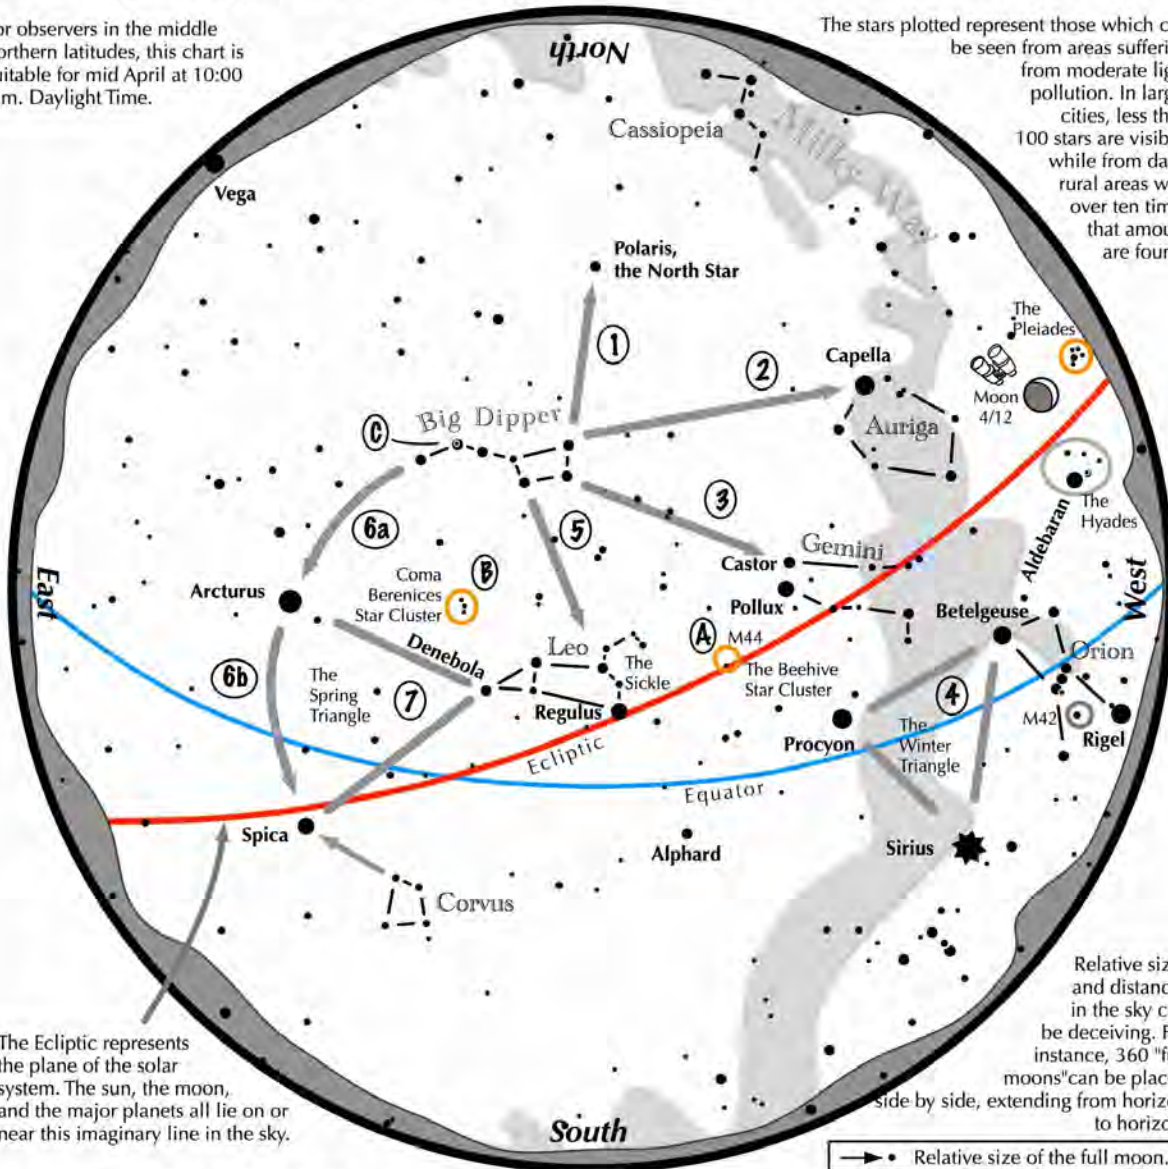 or observers in the middle
orthern latitudes, this chart is
uitable for mid April at 10:00
.m. Daylight Time.
The stars plotted represent those which c
be seen from areas sufferi
from moderate lig
pollution. In larg
cities, less th
100 stars are visib
while from da
rural areas w
over ten tim
that amou
are foun
North
Cassiopeia
Milky Way
Vega
Polaris,
the North Star
The
Pleiades
1
2
Capella
Moon
4/12
C
Big Dipper
Auriga
3
The
Hyades
Aldebaran
6a
5
Gemini
Castor
East
West
Arcturus
Coma
Berenices
Star Cluster
B
Pollux
Betelgeuse
Denebola
Leo
A
M44
Orion
6b
The
Spring
Triangle
7
The
Sickle
The Beehive
Star Cluster
4
Regulus
M42
Rigel
Procyon
The
Winter
Triangle
Ecliptic
Equator
Spica
Alphard
Sirius
Corvus
The Ecliptic represents
the plane of the solar
system. The sun, the moon,
and the major planets all lie on or
near this imaginary line in the sky.
Relative siz
and distanc
in the sky c
be deceiving. F
instance, 360 "f
moons"can be place
side by side, extending from horizo
to horizo
South
Relative size of the full moon.